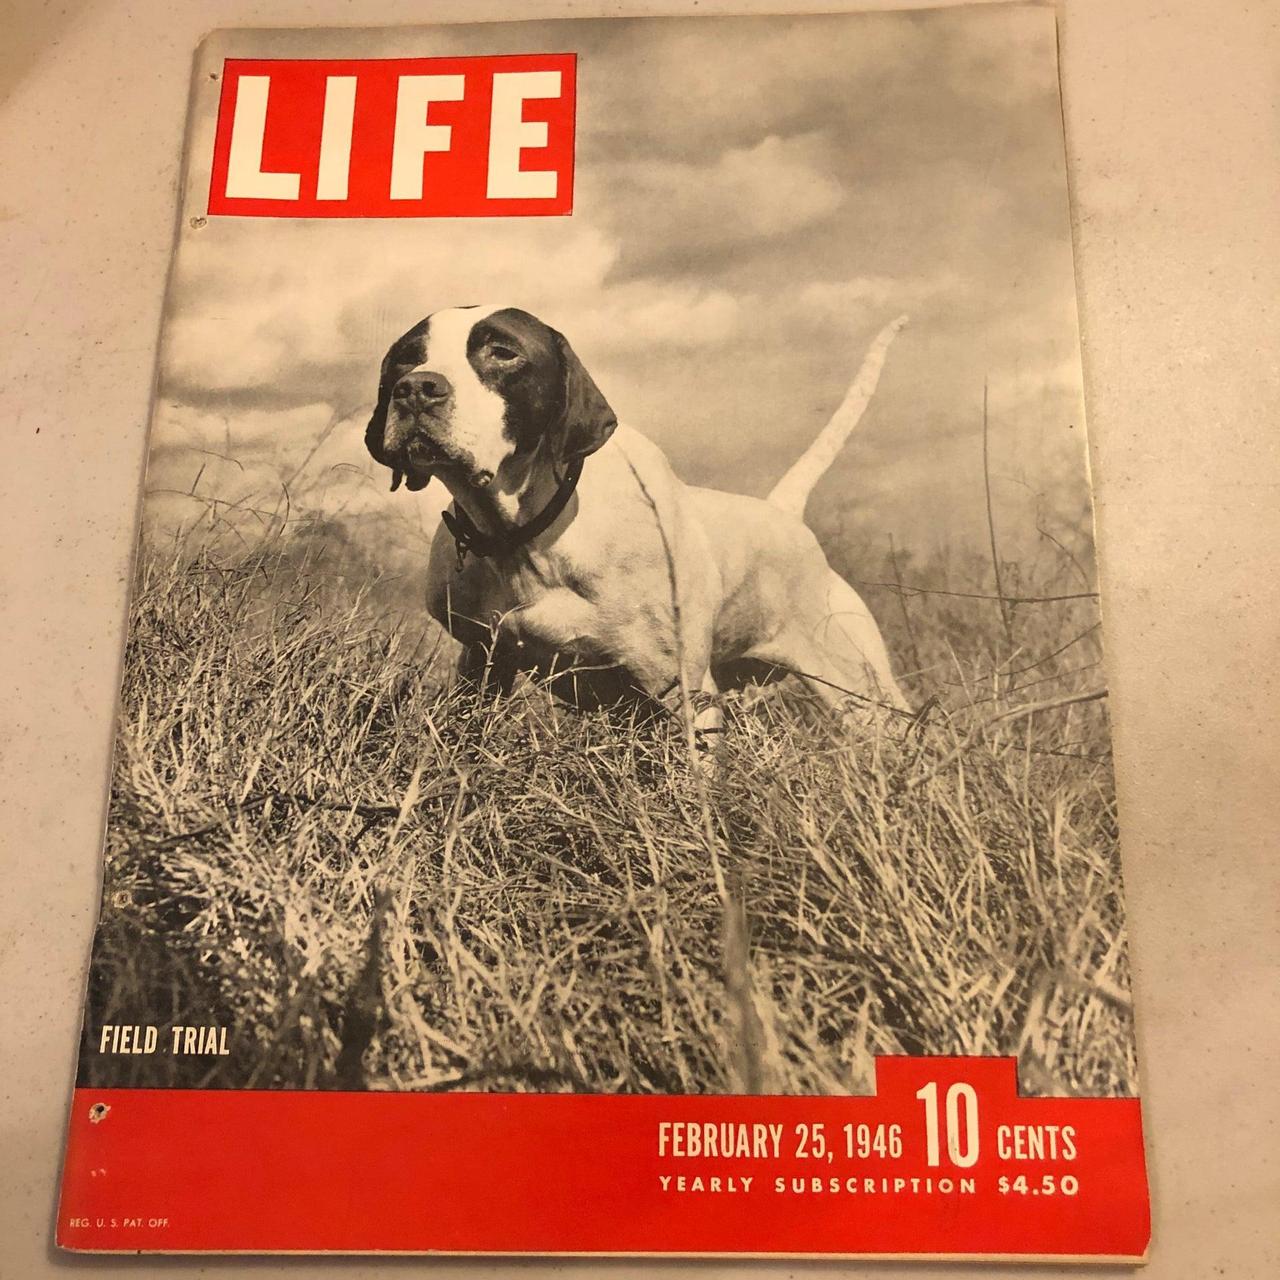 LIFE
FIELD TRIAL
FEBRUARY 25, 1946 10 CENTS
YEARLY SUBSCRIPTION $4.50
REG. U. S. PAT. OFF.